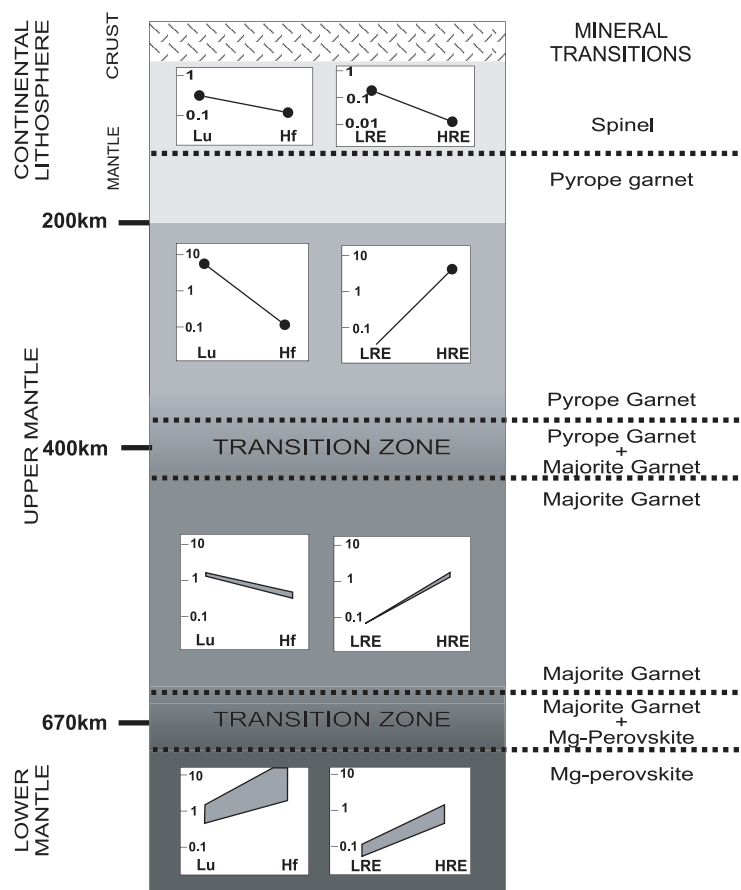 MINERAL
TRANSITIONS
CONTINENTAL
LITHOSPHERE
CRUST
MANTLE
1
0.1
Lu Hf
1
0.1
0.01
LRE HRE
Spinel
Pyrope garnet
200km
UPPER MANTLE
10
1
0.1
Lu Hf
10
1
0.1
LRE HRE
Pyrope Garnet
400km
TRANSITION ZONE
Pyrope Garnet
+
Majorite Garnet
Majorite Garnet
10
1
0.1
Lu Hf
10
1
0.1
LRE HRE
Majorite Garnet
670km
TRANSITION ZONE
Majorite Garnet
+
Mg-Perovskite
Mg-perovskite
LOWER
MANTLE
10
1
0.1
Lu Hf
10
1
0.1
LRE HRE